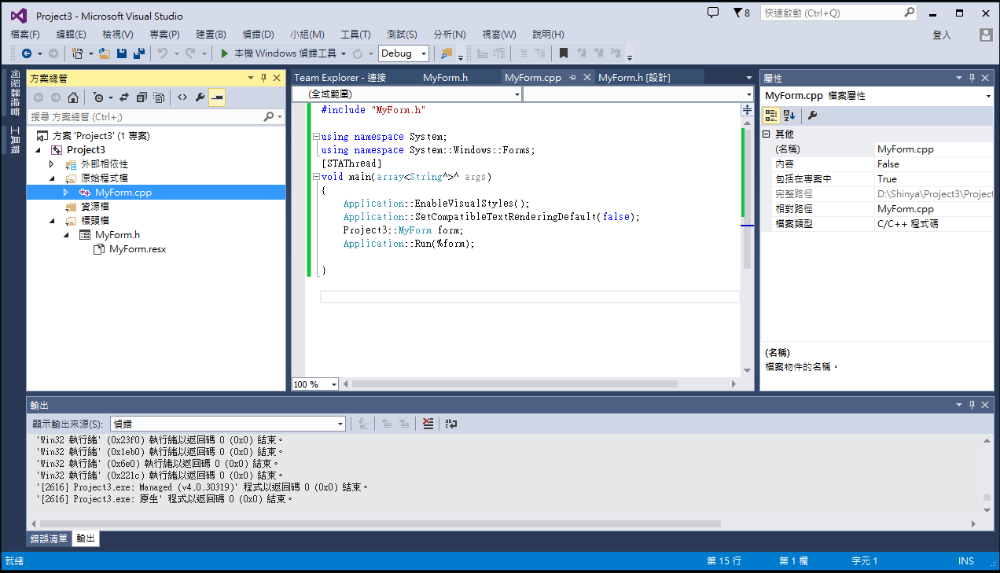 Project3 - Microsoft Visual Studio
8
快速啟動 (Ctrl+Q)
檔案(F) 編輯(E) 檢視(V) 專案(P) 建置(B) 偵錯(D) 小組(M) 工具(T) 測試(S) 分析(N) 視窗(W) 說明(H)
登入
本機 Windows 偵錯工具 Debug
伺服器總管
工具箱
方案總管
搜尋 方案總管 (Ctrl+;)
方案 'Project3' (1 專案)
Project3
外部相依性
原始程式檔
MyForm.cpp
資源檔
標頭檔
MyForm.h
MyForm.resx
Team Explorer - 連接 MyForm.h MyForm.cpp MyForm.h [設計]
(全域範圍)
#include "MyForm.h"
using namespace System;
using namespace System::Windows::Forms;
[STAThread]
void main(array<String^>^ args)
{
Application::EnableVisualStyles();
Application::SetCompatibleTextRenderingDefault(false);
Project3::MyForm form;
Application::Run(%form);
}
100 %
屬性
MyForm.cpp 檔案屬性
其他
(名稱) MyForm.cpp
內容 False
包括在專案中 True
完整路徑 D:\Shinya\Project3\Project
相對路徑 MyForm.cpp
檔案類型 C/C++ 程式碼
(名稱)
檔案物件的名稱。
輸出
顯示輸出來源(S): 偵錯
'Win32 執行緒' (0x23f0) 執行緒以返回碼 0 (0x0) 結束。
'Win32 執行緒' (0x1eb0) 執行緒以返回碼 0 (0x0) 結束。
'Win32 執行緒' (0x6e0) 執行緒以返回碼 0 (0x0) 結束。
'Win32 執行緒' (0x221c) 執行緒以返回碼 0 (0x0) 結束。
'[2616] Project3.exe: Managed (v4.0.30319)' 程式以返回碼 0 (0x0) 結束。
'[2616] Project3.exe: 原生' 程式以返回碼 0 (0x0) 結束。
錯誤清單 輸出
就緒 第 15 行 第 1 欄 字元 1 INS